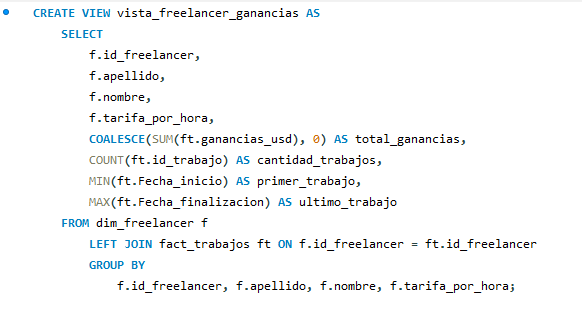 CREATE VIEW vista_freelancer_ganancias AS
SELECT
f.id_freelancer,
f.apellido,
f.nombre,
f.tarifa_por_hora,
COALESCE(SUM(ft.ganancias_usd), 0) AS total_ganancias,
COUNT(ft.id_trabajo) AS cantidad_trabajos,
MIN(ft.Fecha_inicio) AS primer_trabajo,
MAX(ft.Fecha_finalizacion) AS ultimo_trabajo
FROM dim_freelancer f
LEFT JOIN fact_trabajos ft ON f.id_freelancer = ft.id_freelancer
GROUP BY
f.id_freelancer, f.apellido, f.nombre, f.tarifa_por_hora;